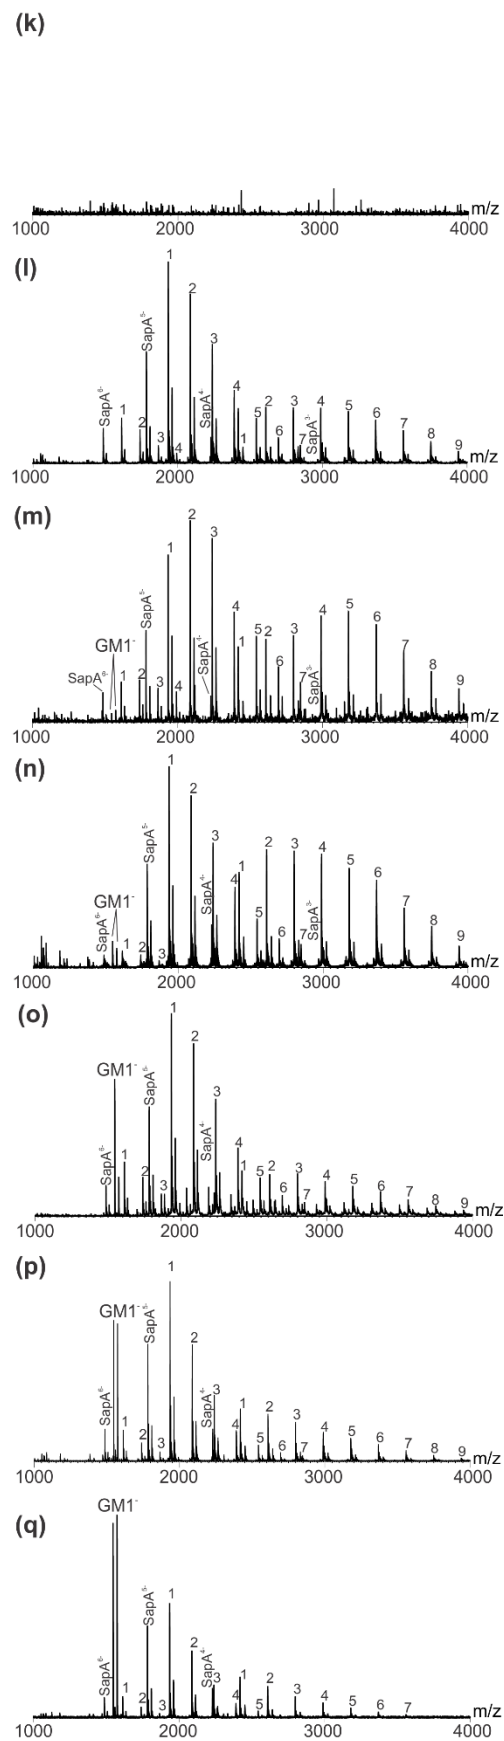 (k)
1000 2000 3000 4000 m/z
(l)
SapA⁶⁻ 1 2 SapA⁵⁻ 3 1 4 2 SapA⁴⁻ 3 4 1 5 2 6 3 7 SapA³⁻ 4 5 6 7 8 9
1000 2000 3000 4000 m/z
(m)
SapA⁶⁻ GM1⁻ 1 2 SapA⁵⁻ 3 1 4 2 SapA⁴⁻ 3 4 1 5 2 6 3 7 SapA³⁻ 4 5 6 7 8 9
1000 2000 3000 4000 m/z
(n)
SapA⁶⁻ GM1⁻ 1 2 SapA⁵⁻ 3 1 2 SapA⁴⁻ 3 4 1 5 2 6 3 7 SapA³⁻ 4 5 6 7 8 9
1000 2000 3000 4000 m/z
(o)
SapA⁶⁻ GM1⁻ 1 2 SapA⁵⁻ 3 1 2 SapA⁴⁻ 3 4 1 5 2 6 3 7 4 5 6 7 8 9
1000 2000 3000 4000 m/z
(p)
SapA⁶⁻ GM1⁻ 1 2 SapA⁵⁻ 3 1 2 SapA⁴⁻ 3 4 1 5 2 6 3 7 4 5 6 7 8 9
1000 2000 3000 4000 m/z
(q)
SapA⁶⁻ GM1⁻ 1 2 SapA⁵⁻ 3 1 2 SapA⁴⁻ 3 4 1 5 2 6 3 4 5 6 7
1000 2000 3000 4000 m/z